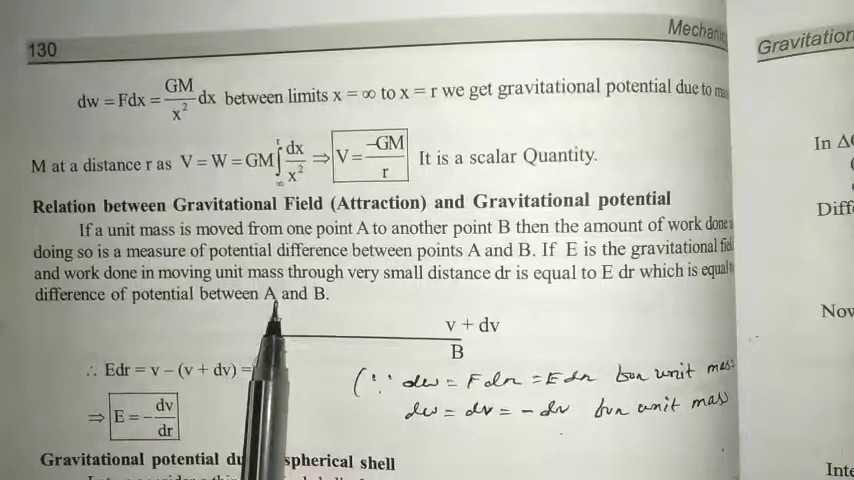 130
Mechani
Gravitation
dw = Fdx = GM/x² dx between limits x = ∞ to x = r we get gravitational potential due to
M at a distance r as V = W = GM∫ dx/x² ⇒ V = –GM/r It is a scalar Quantity.
In Δ
Relation between Gravitational Field (Attraction) and Gravitational potential
If a unit mass is moved from one point A to another point B then the amount of work done
Diff
doing so is a measure of potential difference between points A and B. If E is the gravitational
and work done in moving unit mass through very small distance dr is equal to E dr which is equal
difference of potential between A and B.
Nov
v + dv
B
∴ Edr = v – (v + dv) =
(∵ dw = Fdr = Edr for unit mass
⇒ E = – dv/dr
dw = dv = –dv for unit mass
Gravitational potential du spherical shell
Inte